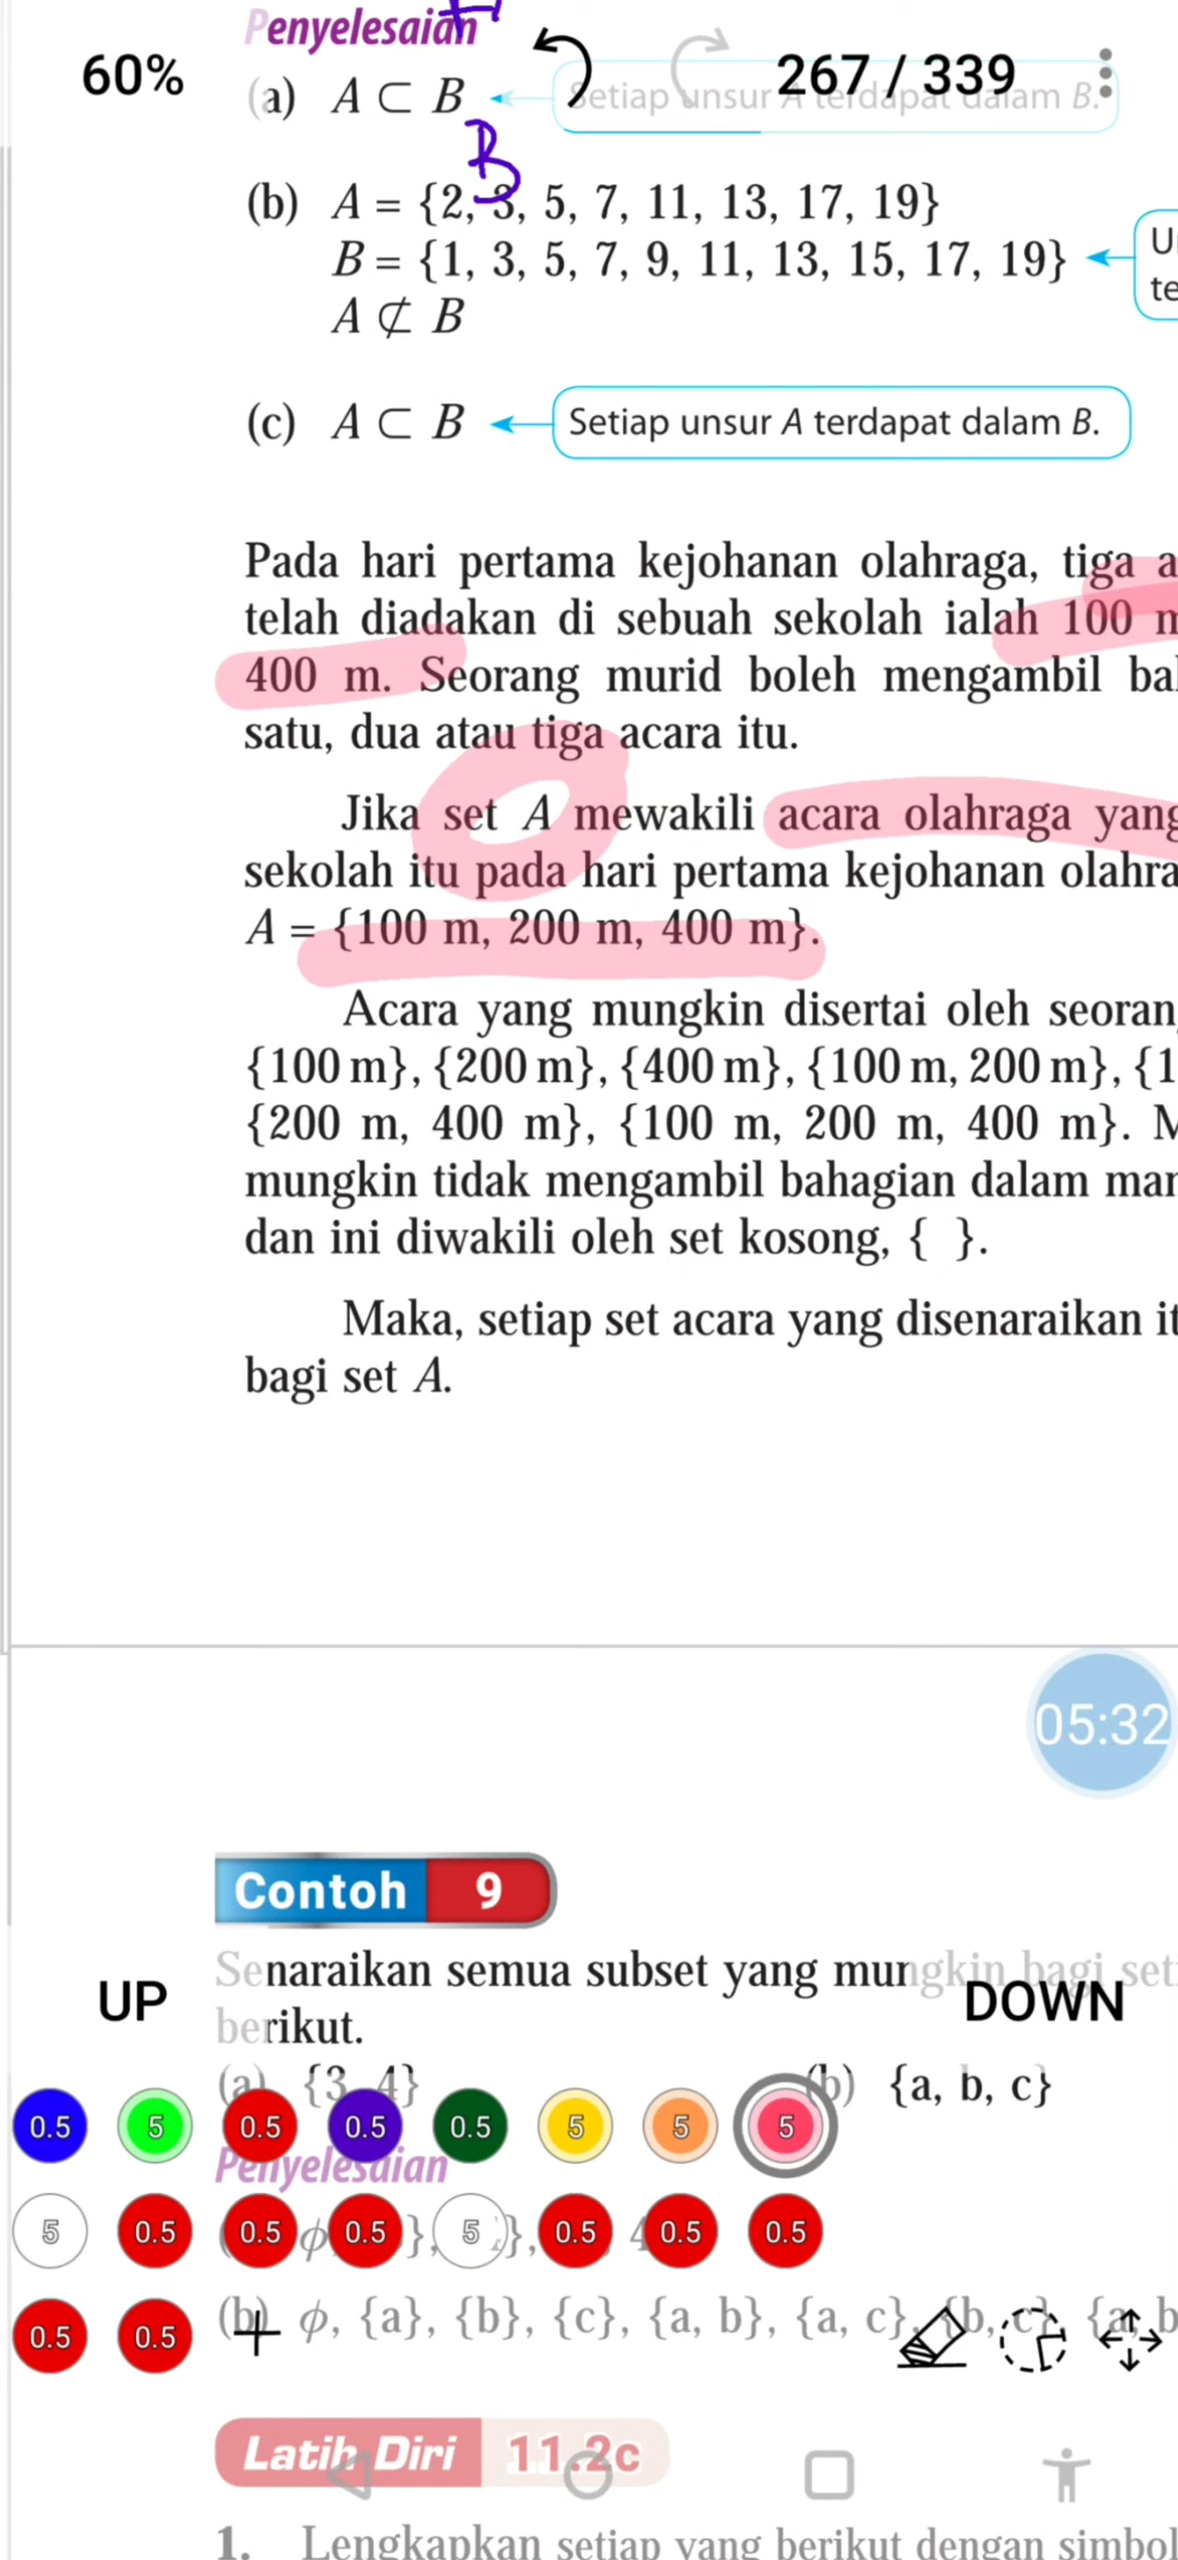 Penyelesaian
60%
267 / 339
(a) A ⊂ B
Setiap unsur A terdapat dalam B.
B
(b) A = {2, 3, 5, 7, 11, 13, 17, 19}
B = {1, 3, 5, 7, 9, 11, 13, 15, 17, 19}
A ⊄ B
(c) A ⊂ B
Setiap unsur A terdapat dalam B.
Pada hari pertama kejohanan olahraga, tiga
telah diadakan di sebuah sekolah ialah 100
400 m. Seorang murid boleh mengambil
satu, dua atau tiga acara itu.
Jika set A mewakili acara olahraga yang
sekolah itu pada hari pertama kejohanan
A = {100 m, 200 m, 400 m}.
Acara yang mungkin disertai oleh
{100 m}, {200 m}, {400 m}, {100 m, 200 m},
{200 m, 400 m}, {100 m, 200 m, 400 m}.
mungkin tidak mengambil bahagian dalam
dan ini diwakili oleh set kosong, { }.
Maka, setiap set acara yang disenaraikan
bagi set A.
05:32
Contoh 9
Senaraikan semua subset yang mungkin bagi
berikut.
UP
DOWN
(a) {3, 4}
(b) {a, b, c}
0.5 5 0.5 0.5 0.5 5 5 5
Penyelesaian
5 0.5 0.5 0.5 5 0.5 0.5 0.5
0.5 0.5
(b) ϕ, {a}, {b}, {c}, {a, b}, {a, c}, {b, c}, {a, b
Latih Diri 11.2c
1. Lengkapkan setiap yang berikut dengan simbol